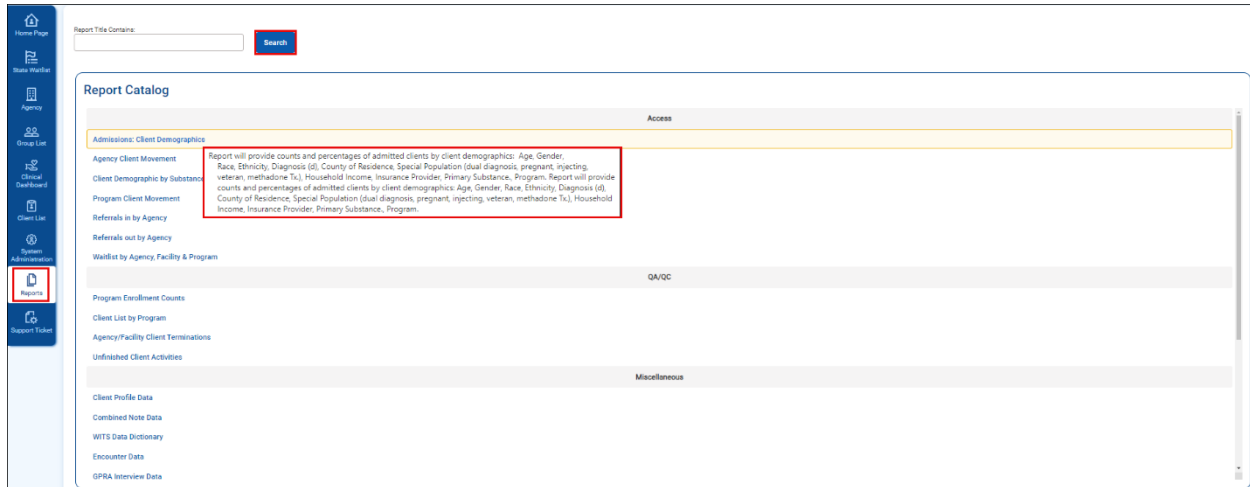 Home Page
State Waitlist
Agency
Group List
Clinical
Dashboard
Client List
System
Administration
Reports
Support Ticket
Report Title Contains:
Search
Report Catalog
Access
Admissions: Client Demographics
Agency Client Movement
Client Demographic by Substance
Program Client Movement
Referrals in by Agency
Referrals out by Agency
Waitlist by Agency, Facility & Program
Report will provide counts and percentages of admitted clients by client demographics: Age, Gender,
Race, Ethnicity, Diagnosis (d), County of Residence, Special Population (dual diagnosis, pregnant, injecting,
veteran, methadone Tx.), Household Income, Insurance Provider, Primary Substance., Program. Report will provide
counts and percentages of admitted clients by client demographics: Age, Gender, Race, Ethnicity, Diagnosis (d),
County of Residence, Special Population (dual diagnosis, pregnant, injecting, veteran, methadone Tx.), Household
Income, Insurance Provider, Primary Substance., Program.
QA/QC
Program Enrollment Counts
Client List by Program
Agency/Facility Client Terminations
Unfinished Client Activities
Miscellaneous
Client Profile Data
Combined Note Data
WITS Data Dictionary
Encounter Data
GPRA Interview Data